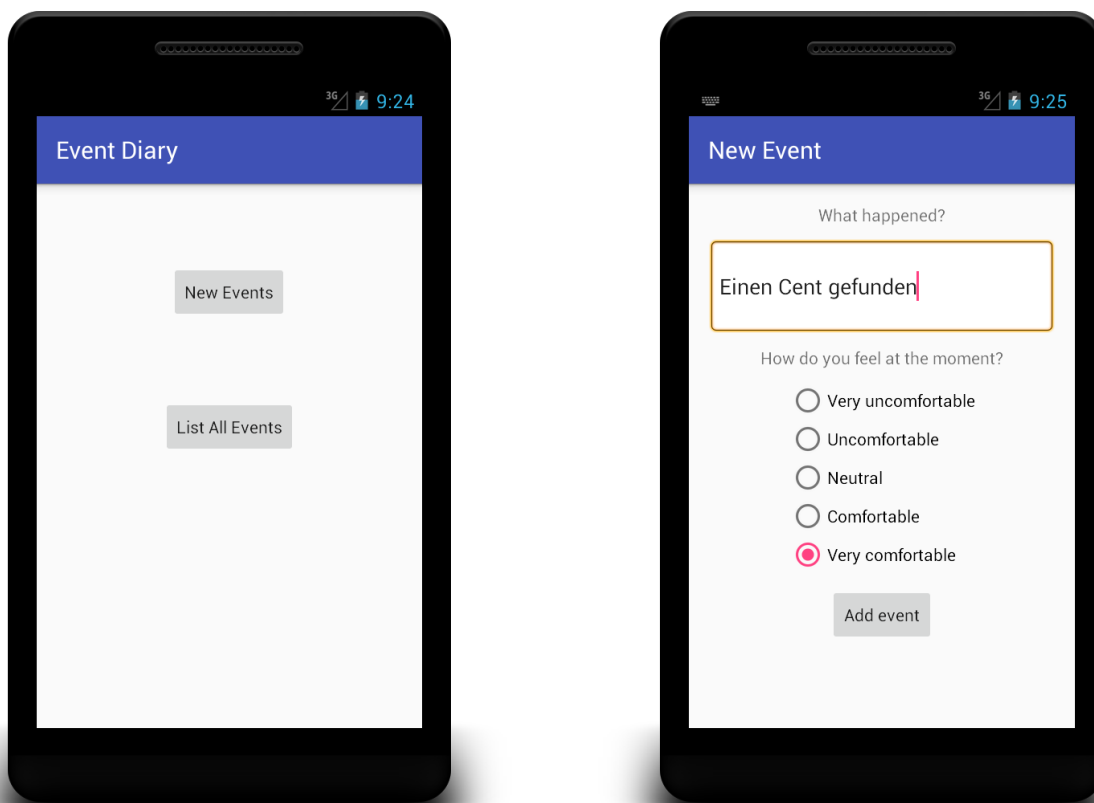 3G 9:24
Event Diary
New Events
List All Events
3G 9:25
New Event
What happened?
Einen Cent gefunden
How do you feel at the moment?
Very uncomfortable
Uncomfortable
Neutral
Comfortable
Very comfortable
Add event